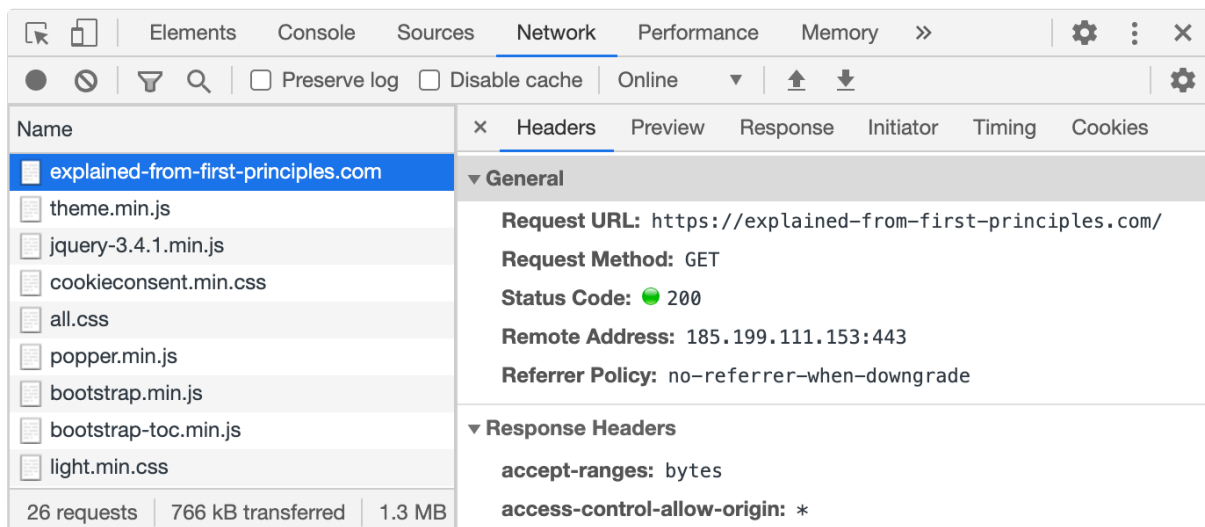 Elements Console Sources Network Performance Memory »
Preserve log Disable cache Online
Name
explained-from-first-principles.com
theme.min.js
jquery-3.4.1.min.js
cookieconsent.min.css
all.css
popper.min.js
bootstrap.min.js
bootstrap-toc.min.js
light.min.css
26 requests 766 kB transferred 1.3 MB
Headers Preview Response Initiator Timing Cookies
General
Request URL: https://explained-from-first-principles.com/
Request Method: GET
Status Code: 200
Remote Address: 185.199.111.153:443
Referrer Policy: no-referrer-when-downgrade
Response Headers
accept-ranges: bytes
access-control-allow-origin: *